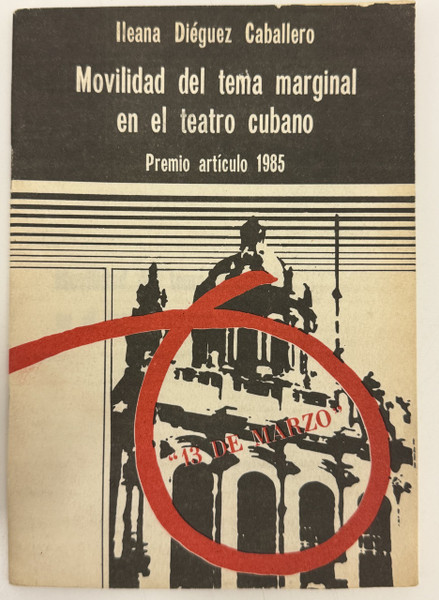 Ileana Diéguez Caballero
Movilidad del tema marginal
en el teatro cubano
Premio artículo 1985
"13 DE MARZO"